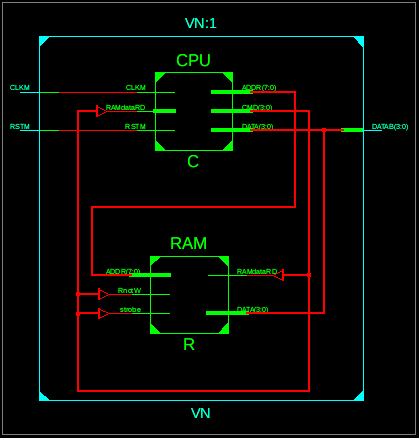 VN:1
CPU
CLKM CLKM ADDR(7:0)
RAMdataRD CMD(3:0)
RSTM RSTM DATA(3:0) DATAB(3:0)
C
RAM
ADDR(7:0) RAMdataRD
RnotW
strobe DATA(3:0)
R
VN